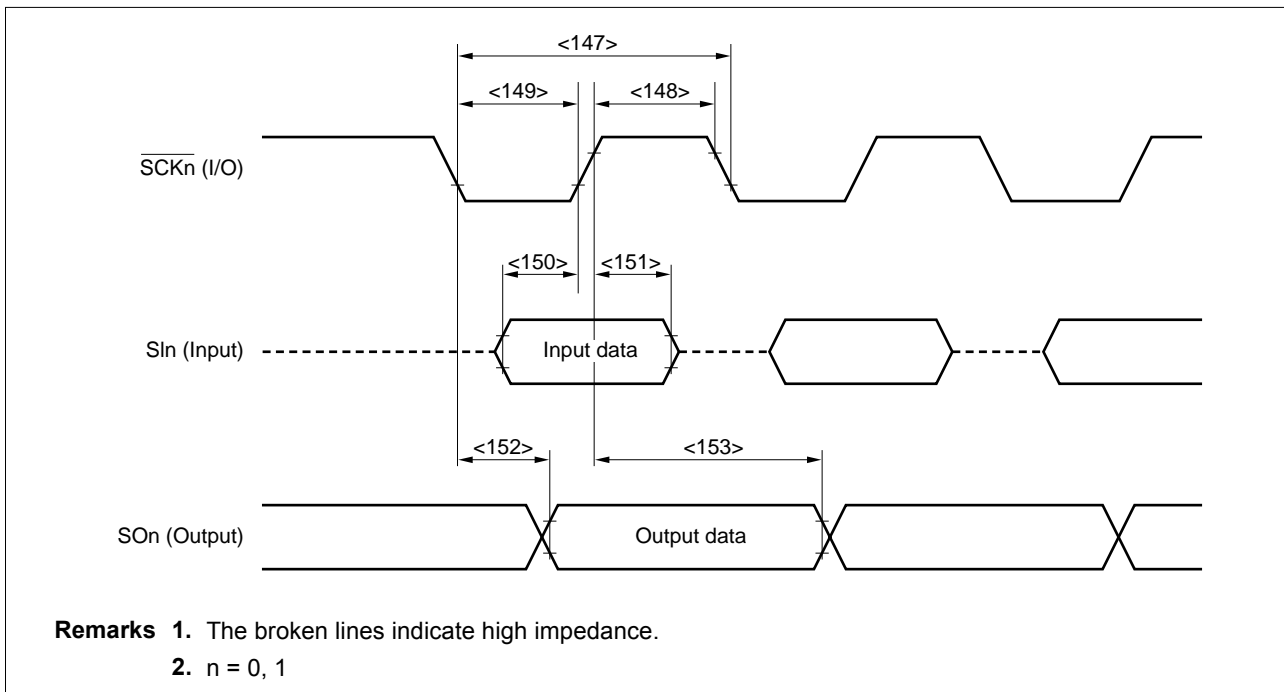 <147>
<149>
<148>
SCKn (I/O)
<150>
<151>
SIn (Input)
Input data
<152>
<153>
SOn (Output)
Output data
Remarks 1. The broken lines indicate high impedance.
2. n = 0, 1